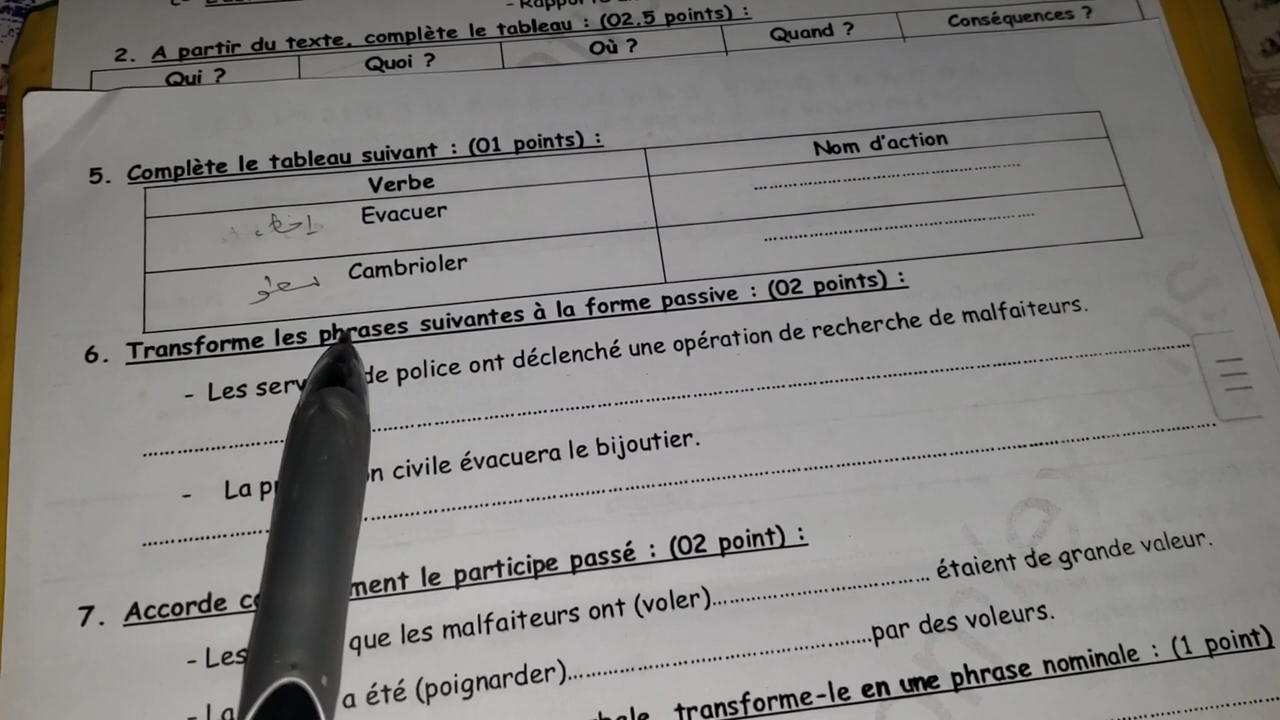 2. A partir du texte, complète le tableau : (02.5 points) :
Qui ? Quoi ? Où ? Quand ? Conséquences ?
5. Complète le tableau suivant : (01 points) :
Verbe Nom d'action
Evacuer ........................
Cambrioler ........................
6. Transforme les phrases suivantes à la forme passive : (02 points) :
- Les de police ont déclenché une opération de recherche de malfaiteurs.
- La civile évacuera le bijoutier.
7. Accorde le participe passé : (02 point) :
- Les que les malfaiteurs ont (voler)........................ étaient de grande valeur.
- La a été (poignarder)........................par des voleurs.
transforme-le en une phrase nominale : (1 point)